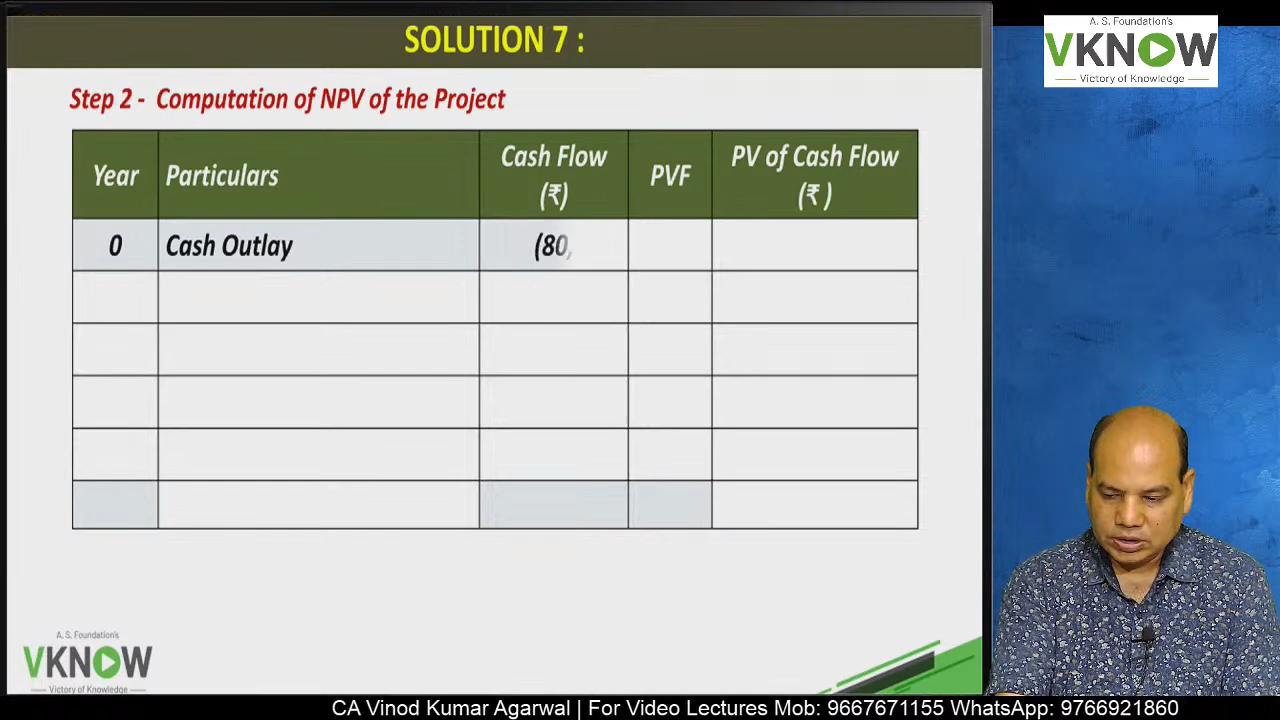 SOLUTION 7 :
A. S. Foundation's
VKNOW
Victory of Knowledge
Step 2 - Computation of NPV of the Project
Year Particulars Cash Flow (₹) PVF PV of Cash Flow (₹ )
0 Cash Outlay (80,
A. S. Foundation's
VKNOW
Victory of Knowledge
CA Vinod Kumar Agarwal | For Video Lectures Mob: 9667671155 WhatsApp: 9766921860